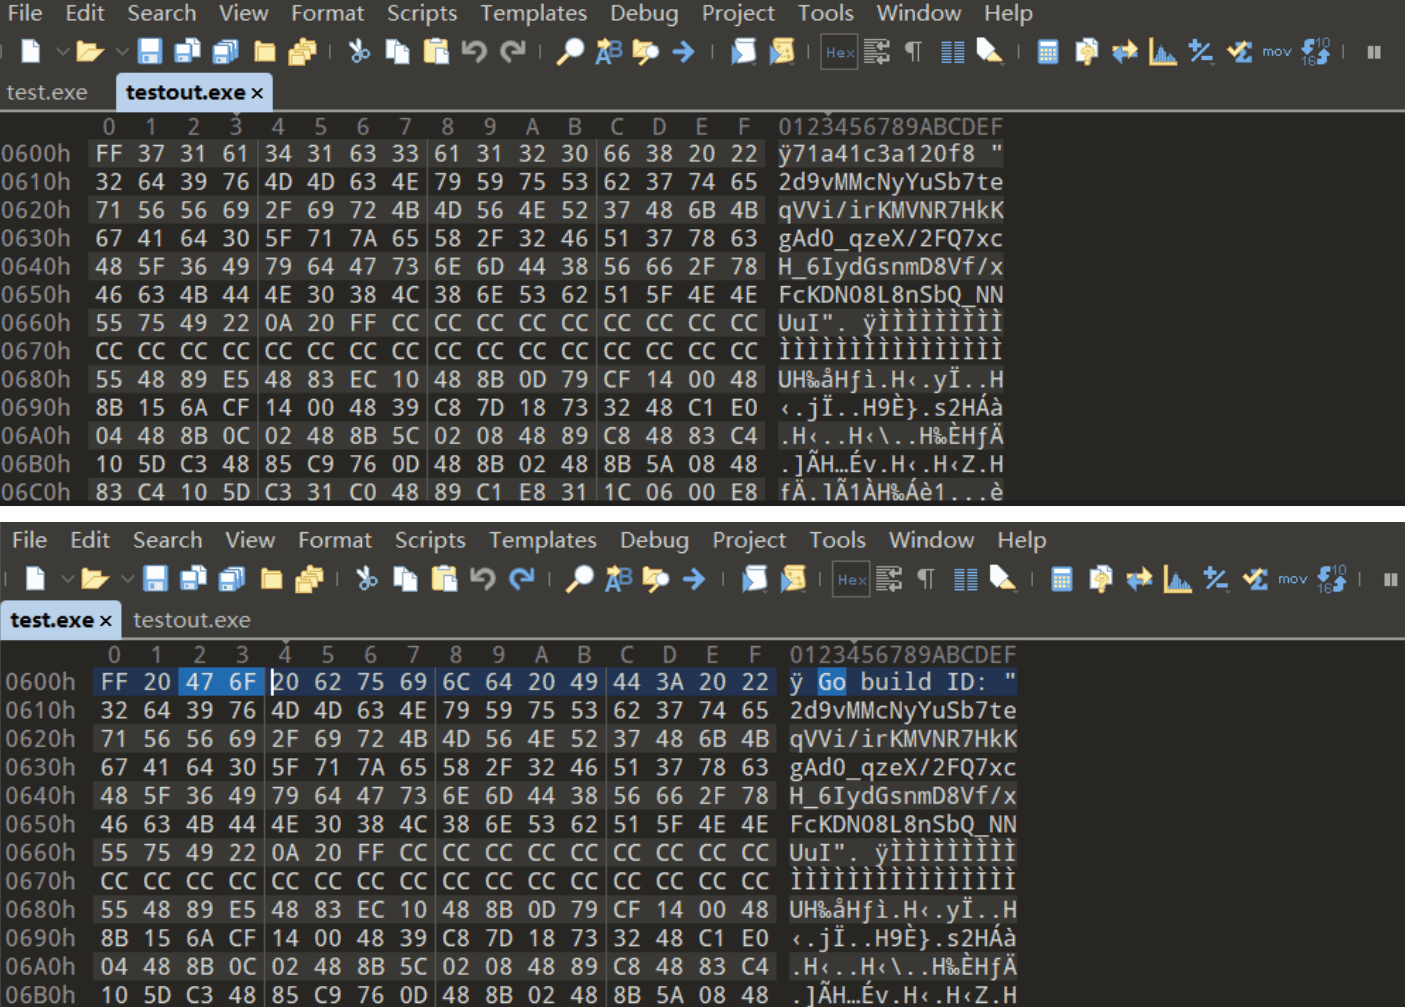 File Edit Search View Format Scripts Templates Debug Project Tools Window Help
Hex mov
test.exe testout.exe ×
0 1 2 3 4 5 6 7 8 9 A B C D E F 0123456789ABCDEF
0600h FF 37 31 61 34 31 63 33 61 31 32 30 66 38 20 22 ÿ71a41c3a120f8 "
0610h 32 64 39 76 4D 4D 63 4E 79 59 75 53 62 37 74 65 2d9vMMcNyYuSb7te
0620h 71 56 56 69 2F 69 72 4B 4D 56 4E 52 37 48 6B 4B qVVi/irKMVNR7HkK
0630h 67 41 64 30 5F 71 7A 65 58 2F 32 46 51 37 78 63 gAd0_qzeX/2FQ7xc
0640h 48 5F 36 49 79 64 47 73 6E 6D 44 38 56 66 2F 78 H_6IydGsnmD8Vf/x
0650h 46 63 4B 44 4E 30 38 4C 38 6E 53 62 51 5F 4E 4E FcKDN08L8nSbQ_NN
0660h 55 75 49 22 0A 20 FF CC CC CC CC CC CC CC CC CC UuI". ÿÌÌÌÌÌÌÌÌÌ
0670h CC CC CC CC CC CC CC CC CC CC CC CC CC CC CC CC ÌÌÌÌÌÌÌÌÌÌÌÌÌÌÌÌ
0680h 55 48 89 E5 48 83 EC 10 48 8B 0D 79 CF 14 00 48 UH‰åHƒì.H‹.yÏ..H
0690h 8B 15 6A CF 14 00 48 39 C8 7D 18 73 32 48 C1 E0 ‹.jÏ..H9È}.s2HÁà
06A0h 04 48 8B 0C 02 48 8B 5C 02 08 48 89 C8 48 83 C4 .H‹..H‹\..H‰ÈHƒÄ
06B0h 10 5D C3 48 85 C9 76 0D 48 8B 02 48 8B 5A 08 48 .]ÃH…Év.H‹.H‹Z.H
06C0h 83 C4 10 5D C3 31 C0 48 89 C1 E8 31 1C 06 00 E8 ƒÄ.]Ã1ÀH‰Áè1...è
File Edit Search View Format Scripts Templates Debug Project Tools Window Help
Hex mov
test.exe × testout.exe
0 1 2 3 4 5 6 7 8 9 A B C D E F 0123456789ABCDEF
0600h FF 20 47 6F 20 62 75 69 6C 64 20 49 44 3A 20 22 ÿ Go build ID: "
0610h 32 64 39 76 4D 4D 63 4E 79 59 75 53 62 37 74 65 2d9vMMcNyYuSb7te
0620h 71 56 56 69 2F 69 72 4B 4D 56 4E 52 37 48 6B 4B qVVi/irKMVNR7HkK
0630h 67 41 64 30 5F 71 7A 65 58 2F 32 46 51 37 78 63 gAd0_qzeX/2FQ7xc
0640h 48 5F 36 49 79 64 47 73 6E 6D 44 38 56 66 2F 78 H_6IydGsnmD8Vf/x
0650h 46 63 4B 44 4E 30 38 4C 38 6E 53 62 51 5F 4E 4E FcKDN08L8nSbQ_NN
0660h 55 75 49 22 0A 20 FF CC CC CC CC CC CC CC CC CC UuI". ÿÌÌÌÌÌÌÌÌÌ
0670h CC CC CC CC CC CC CC CC CC CC CC CC CC CC CC CC ÌÌÌÌÌÌÌÌÌÌÌÌÌÌÌÌ
0680h 55 48 89 E5 48 83 EC 10 48 8B 0D 79 CF 14 00 48 UH‰åHƒì.H‹.yÏ..H
0690h 8B 15 6A CF 14 00 48 39 C8 7D 18 73 32 48 C1 E0 ‹.jÏ..H9È}.s2HÁà
06A0h 04 48 8B 0C 02 48 8B 5C 02 08 48 89 C8 48 83 C4 .H‹..H‹\..H‰ÈHƒÄ
06B0h 10 5D C3 48 85 C9 76 0D 48 8B 02 48 8B 5A 08 48 .]ÃH…Év.H‹.H‹Z.H